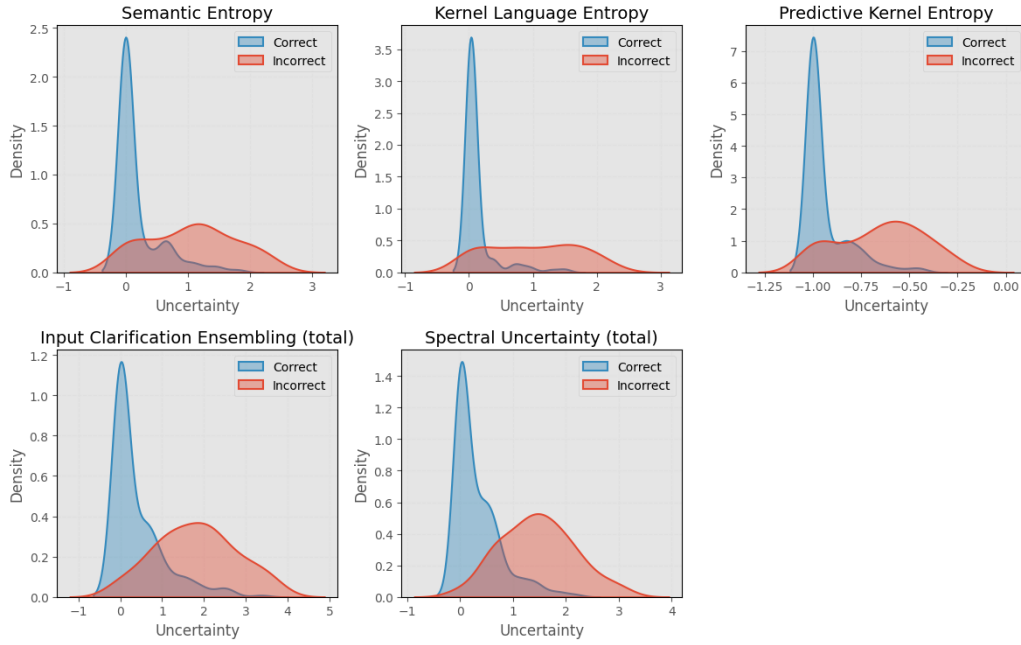 Semantic Entropy
2.5
2.0
1.5
1.0
0.5
0.0
Density
−1
0
1
2
3
Uncertainty
Correct
Incorrect
Kernel Language Entropy
3.5
3.0
2.5
2.0
1.5
1.0
0.5
0.0
Density
−1
0
1
2
3
Uncertainty
Correct
Incorrect
Predictive Kernel Entropy
7
6
5
4
3
2
1
0
Density
−1.25
−1.00
−0.75
−0.50
−0.25
0.00
Uncertainty
Correct
Incorrect
Input Clarification Ensembling (total)
1.2
1.0
0.8
0.6
0.4
0.2
0.0
Density
−1
0
1
2
3
4
5
Uncertainty
Correct
Incorrect
Spectral Uncertainty (total)
1.4
1.2
1.0
0.8
0.6
0.4
0.2
0.0
Density
−1
0
1
2
3
4
Uncertainty
Correct
Incorrect